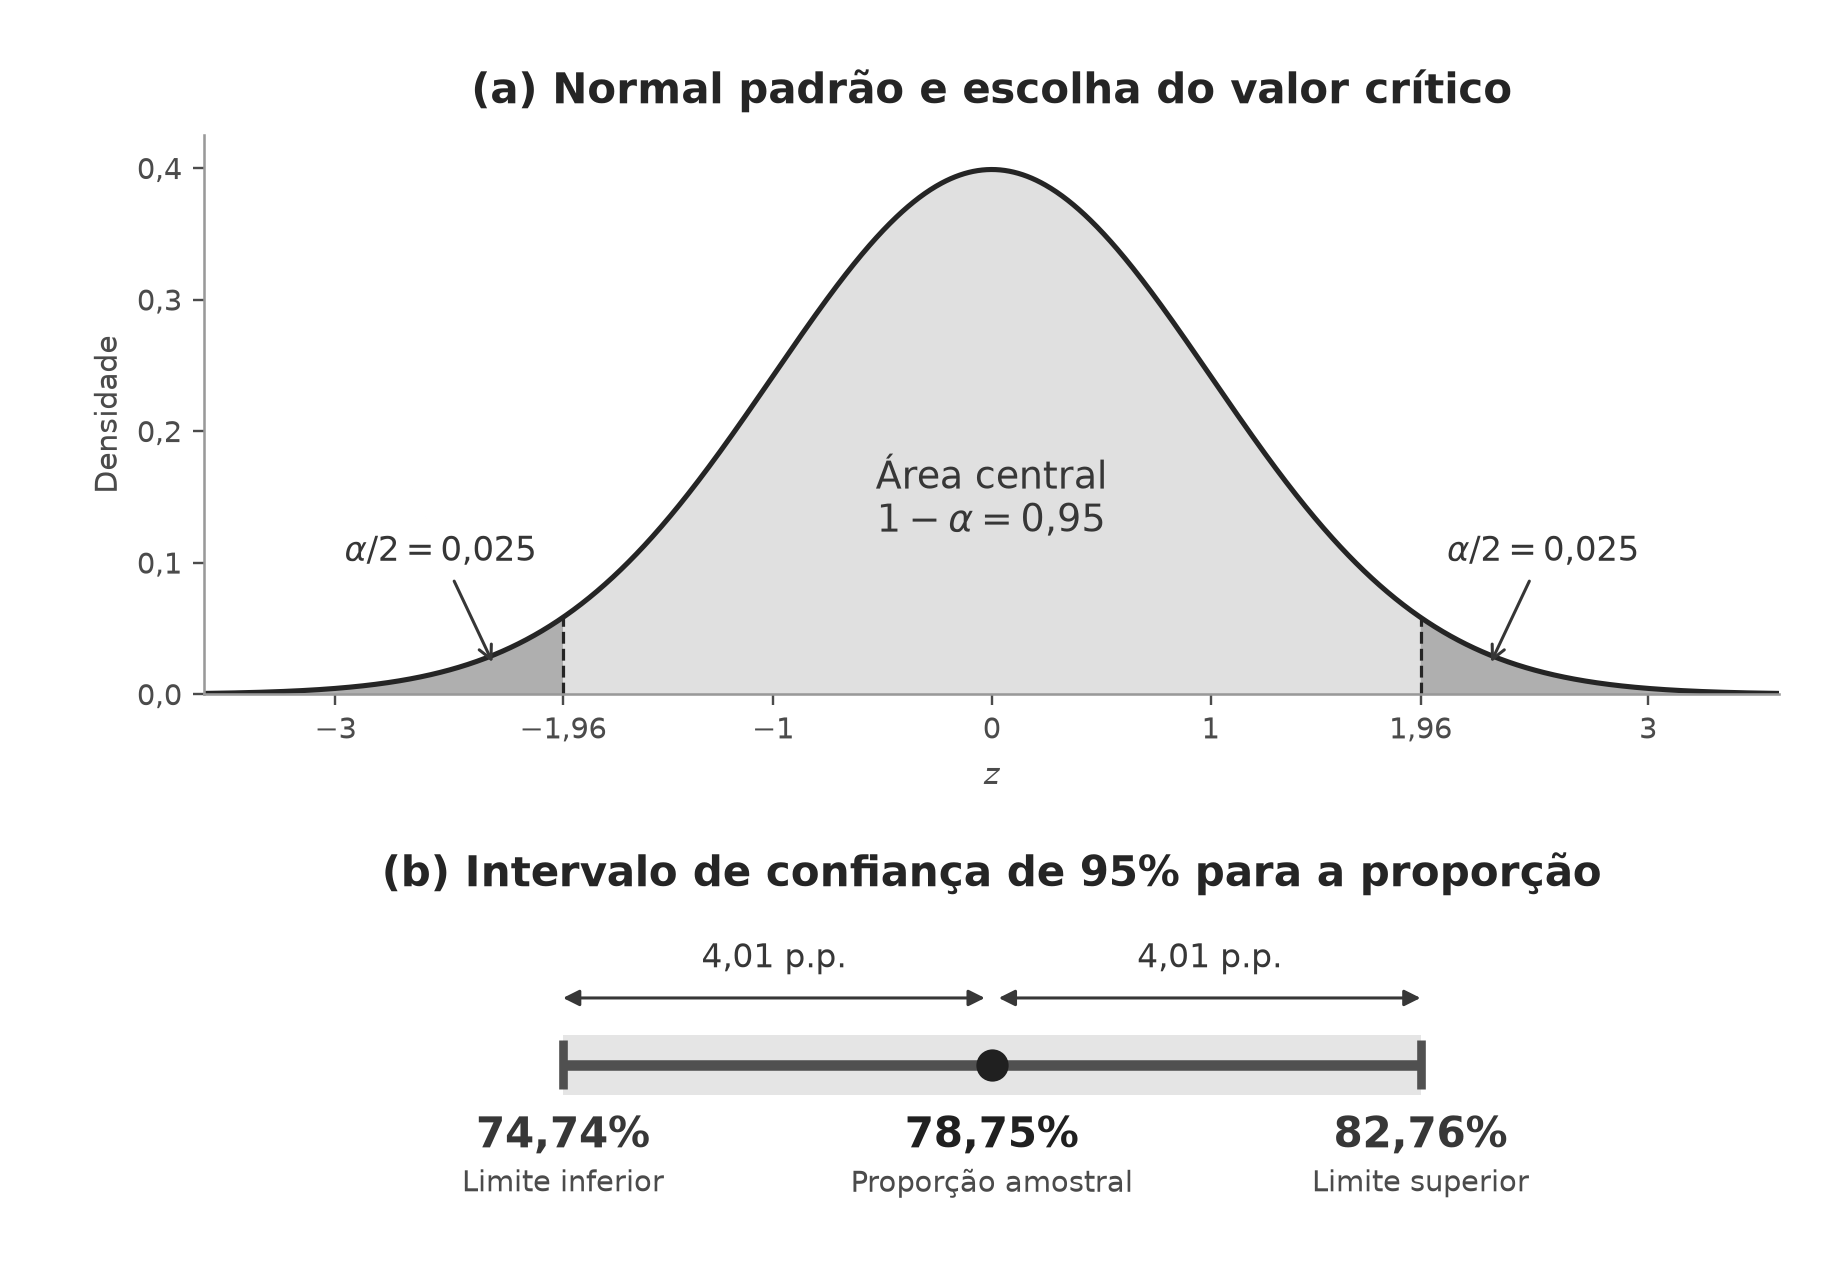 (a) Normal padrão e escolha do valor crítico
0,4
0,3
0,2
0,1
0,0
Densidade
Área central
1 − α = 0,95
α/2 = 0,025
α/2 = 0,025
−3
−1,96
−1
0
1
1,96
3
z
(b) Intervalo de confiança de 95% para a proporção
4,01 p.p.
4,01 p.p.
74,74%
78,75%
82,76%
Limite inferior
Proporção amostral
Limite superior